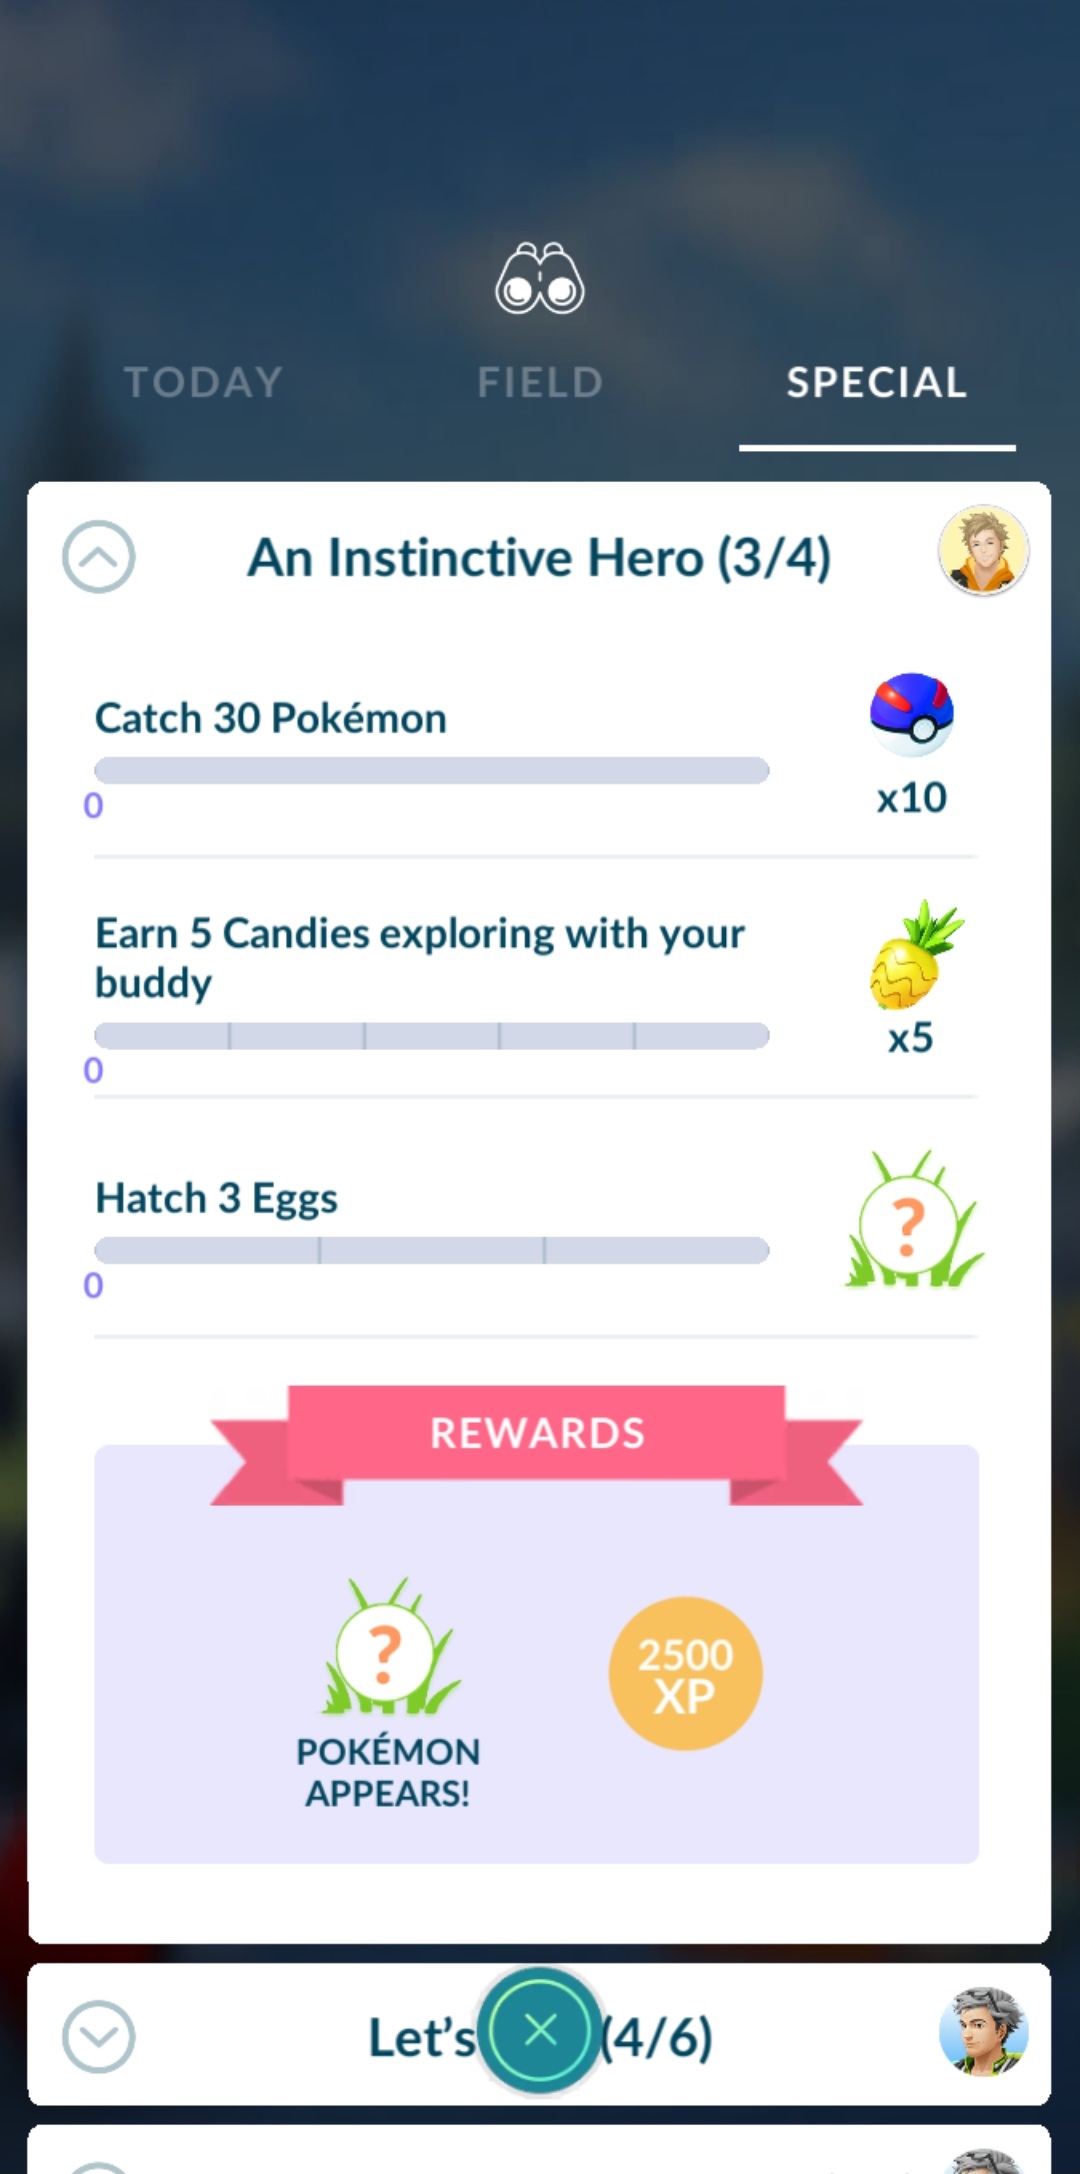 TODAY
FIELD
SPECIAL
An Instinctive Hero (3/4)
Catch 30 Pokémon
0
x10
Earn 5 Candies exploring with your
buddy
0
x5
Hatch 3 Eggs
0
?
REWARDS
?
POKÉMON
APPEARS!
2500
XP
Let's (4/6)